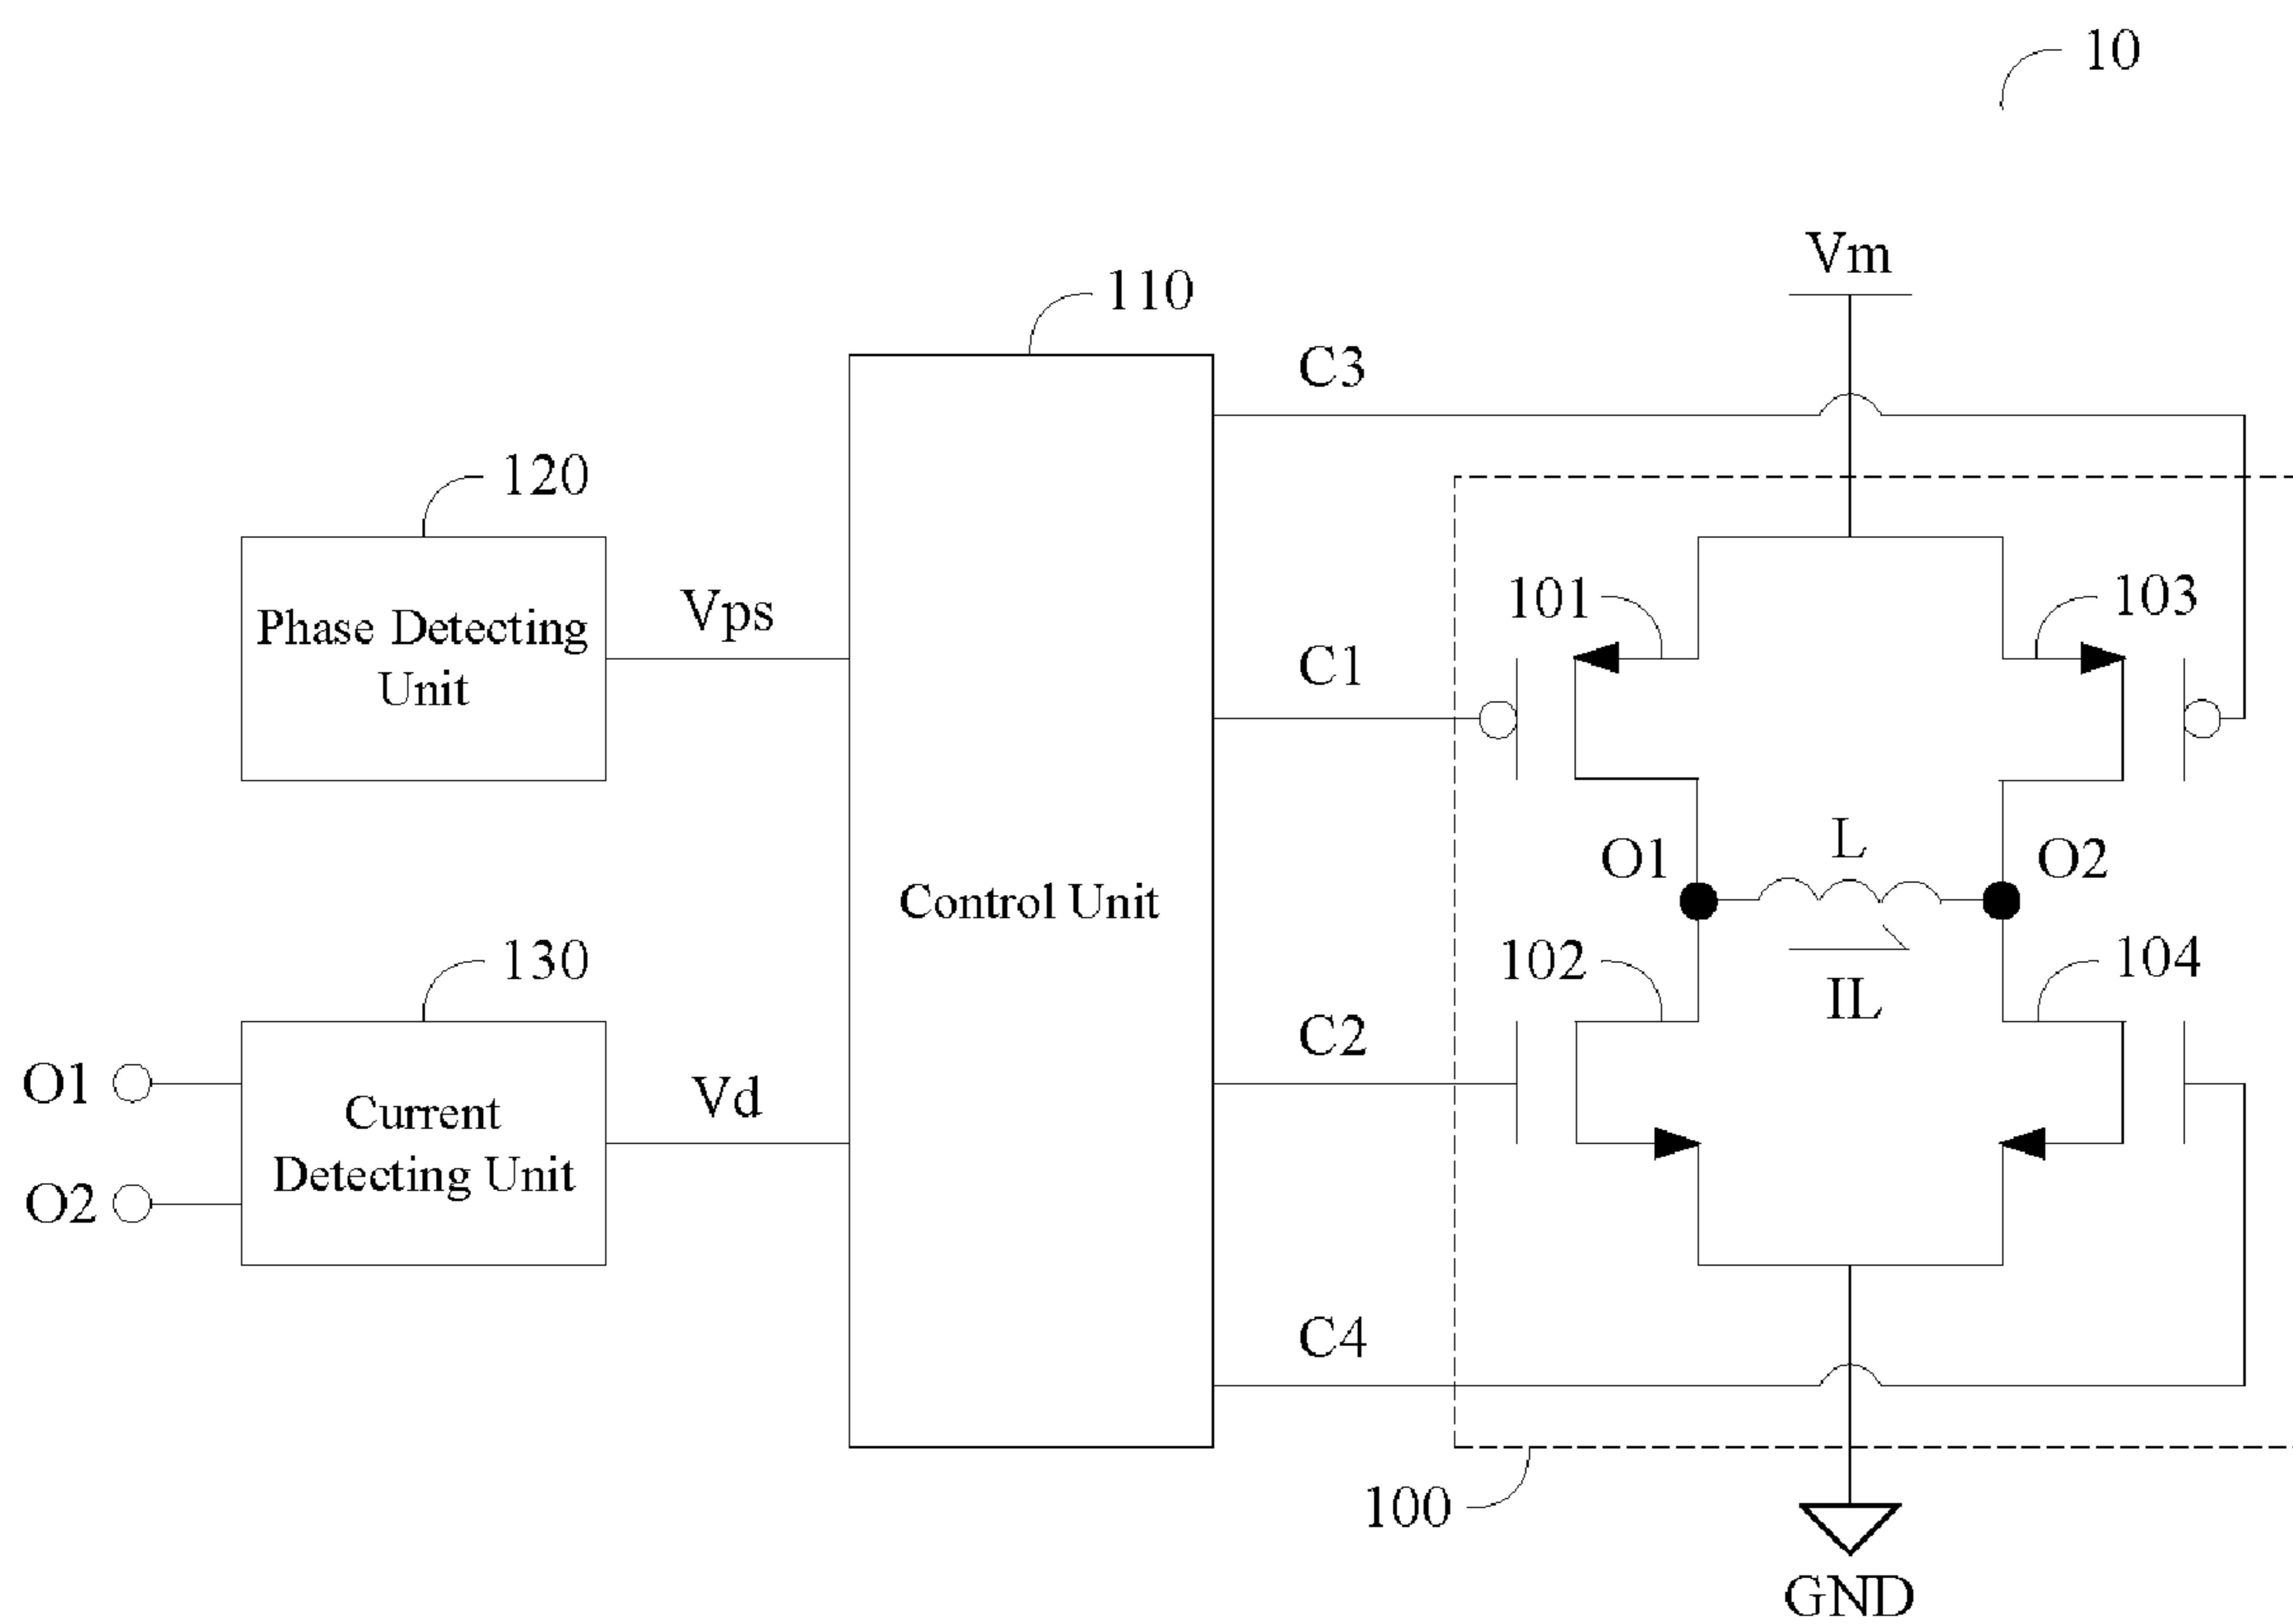 10
Vm
110
C3
120
Phase Detecting
Unit
Vps
101
103
C1
L
O1
O2
Control Unit
130
102
104
IL
C2
O1
Current
Detecting Unit
Vd
O2
C4
100
GND